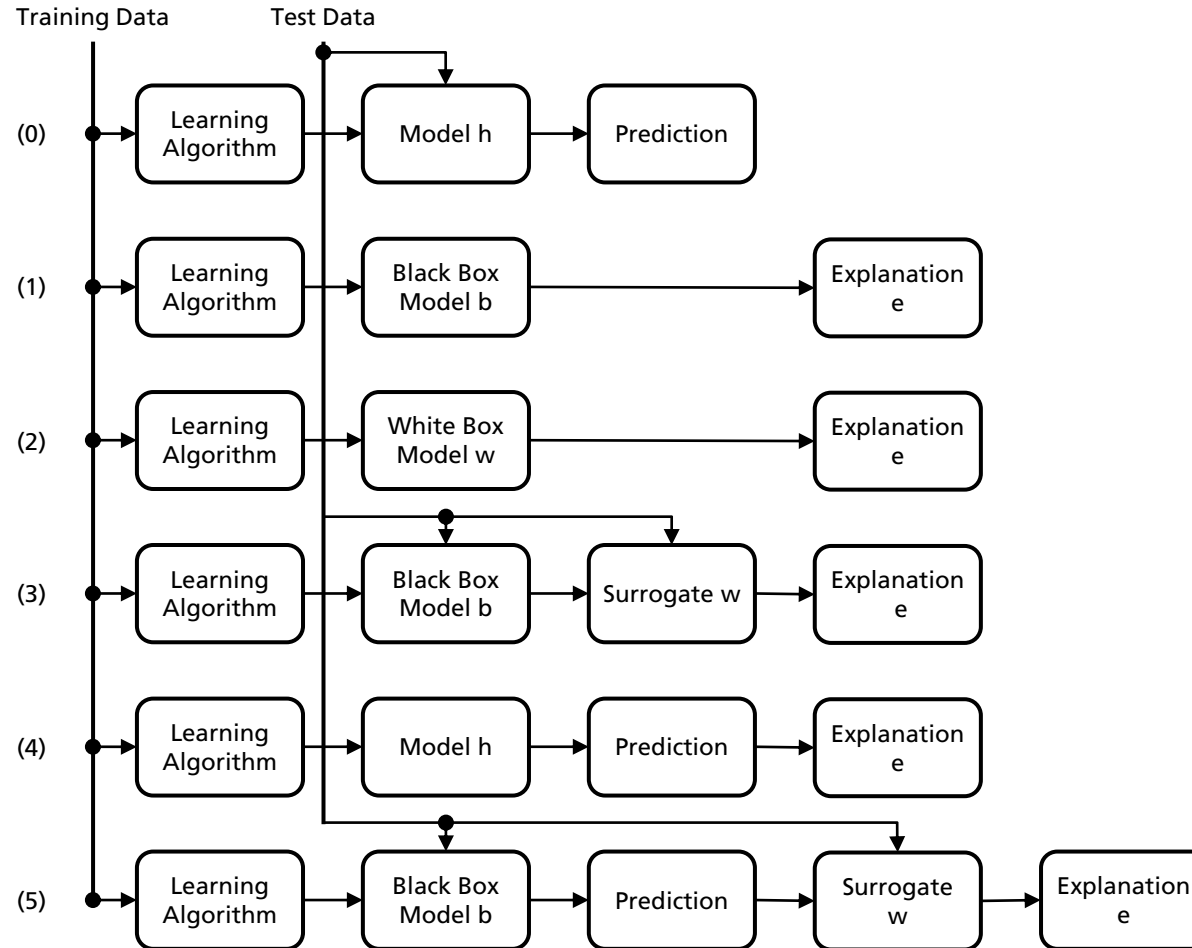 Training Data
Test Data
(0)
Learning
Algorithm
Model h
Prediction
(1)
Learning
Algorithm
Black Box
Model b
Explanation
e
(2)
Learning
Algorithm
White Box
Model w
Explanation
e
(3)
Learning
Algorithm
Black Box
Model b
Surrogate w
Explanation
e
(4)
Learning
Algorithm
Model h
Prediction
Explanation
e
(5)
Learning
Algorithm
Black Box
Model b
Prediction
Surrogate
w
Explanation
e